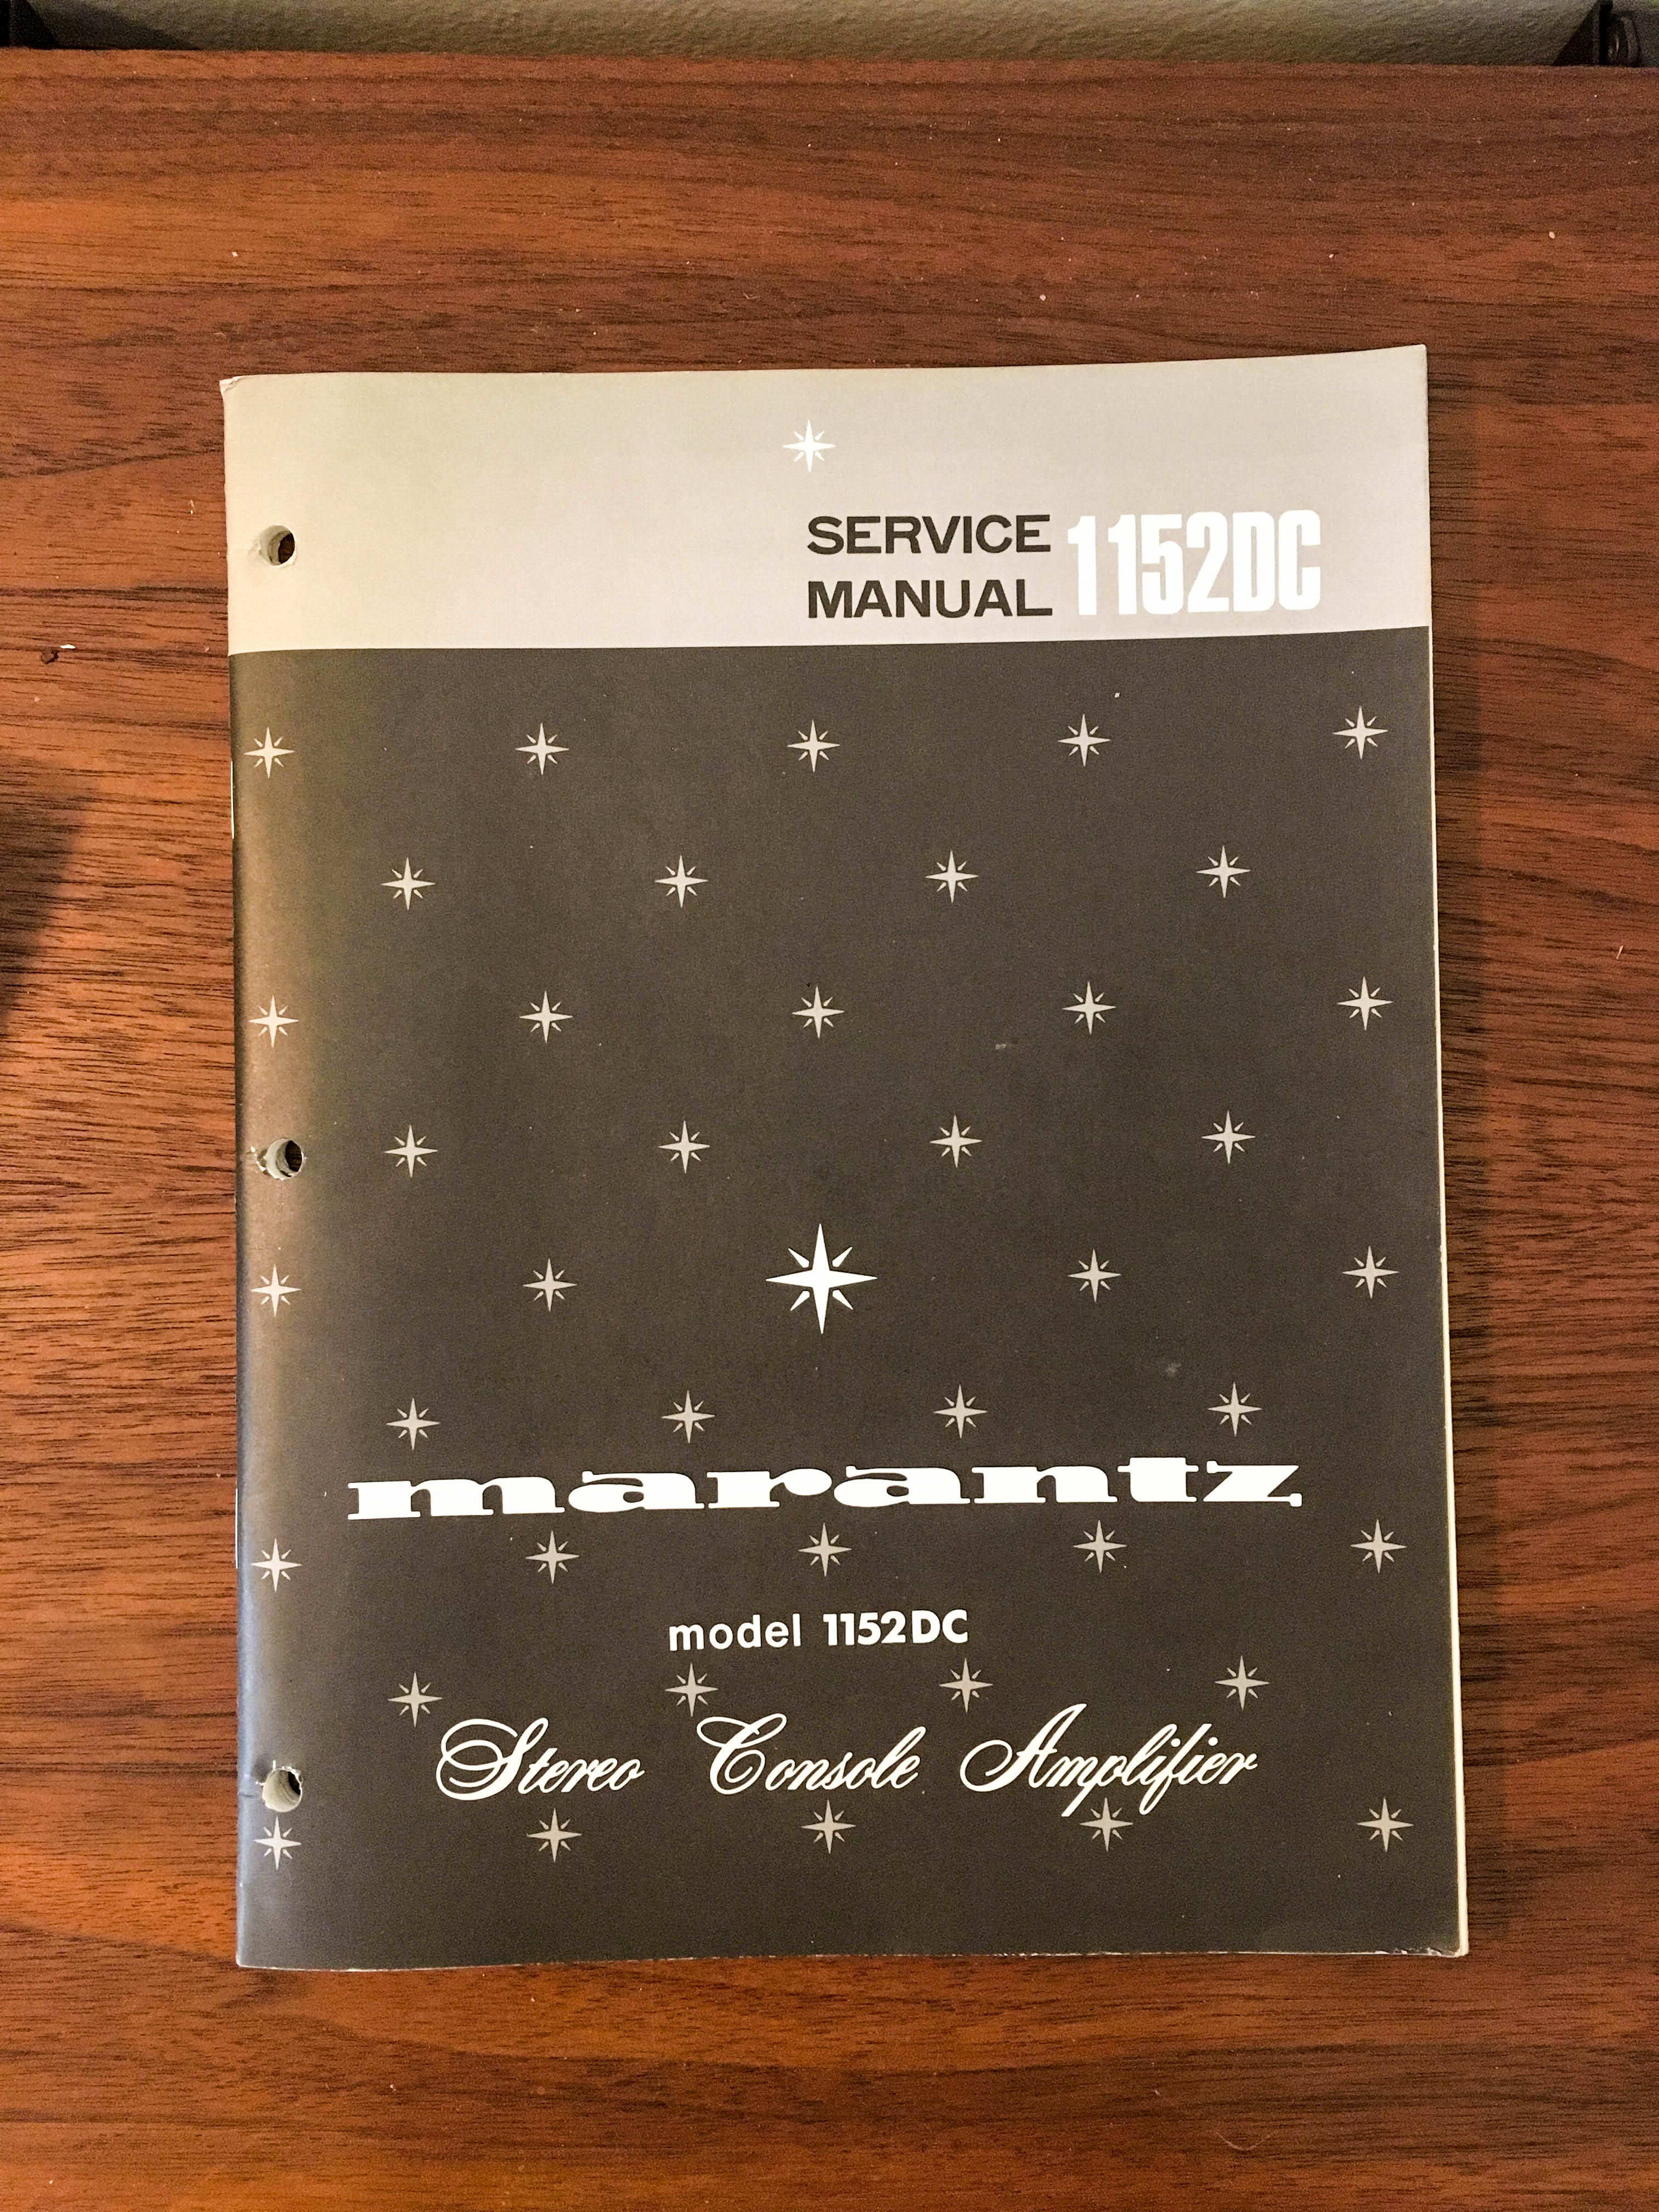 SERVICE
MANUAL 1152DC
marantz
model 1152DC
Stereo Console Amplifier